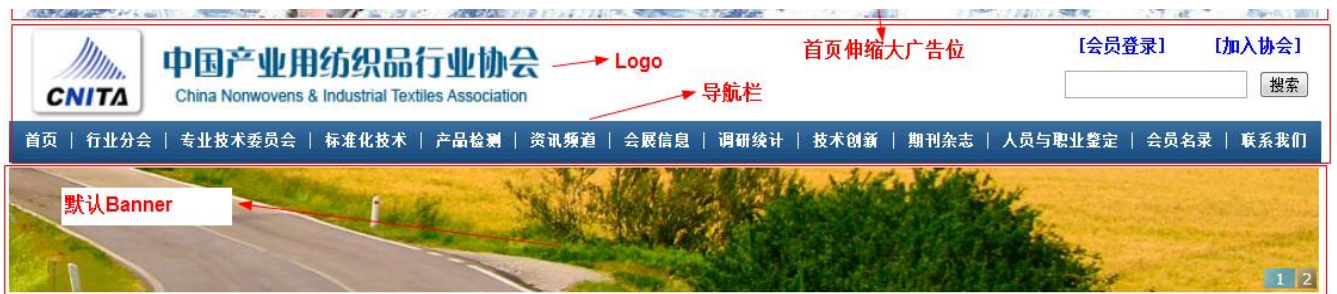 中国产业用纺织品行业协会
CNITA
China Nonwovens & Industrial Textiles Association
Logo
首页伸缩大广告位
[会员登录] [加入协会]
搜索
导航栏
首页 | 行业分会 | 专业技术委员会 | 标准化技术 | 产品检测 | 资讯频道 | 会展信息 | 调研统计 | 技术创新 | 期刊杂志 | 人员与职业鉴定 | 会员名录 | 联系我们
默认Banner
1 2